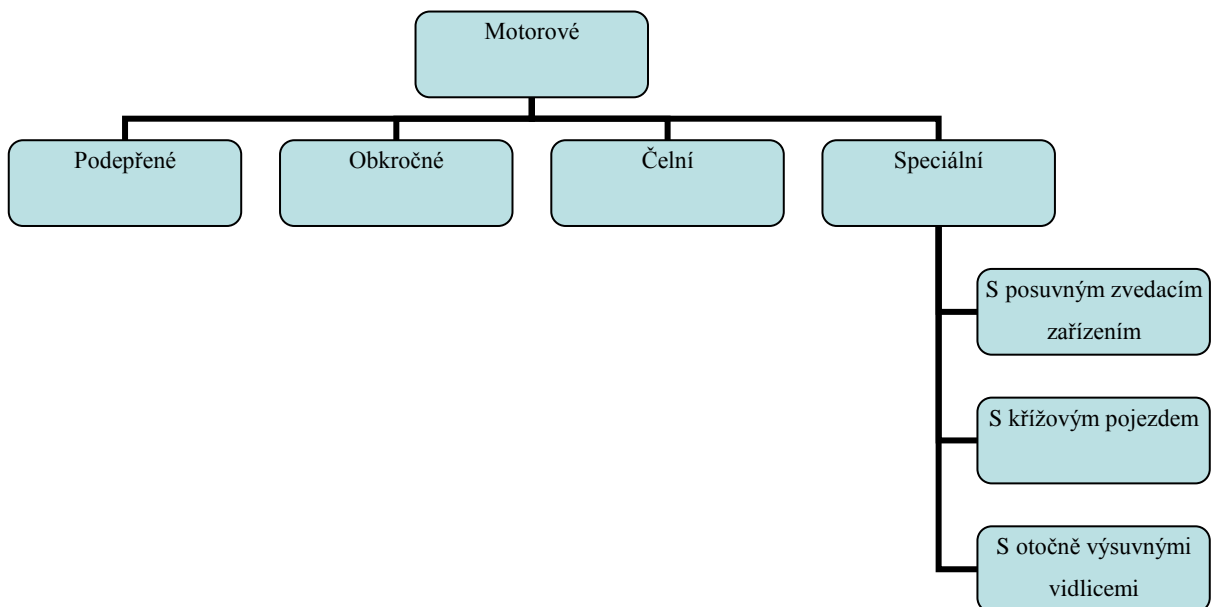 Motorové
Podepřené
Obkročné
Čelní
Speciální
S posuvným zvedacím
zařízením
S křížovým pojezdem
S otočně výsuvnými
vidlicemi